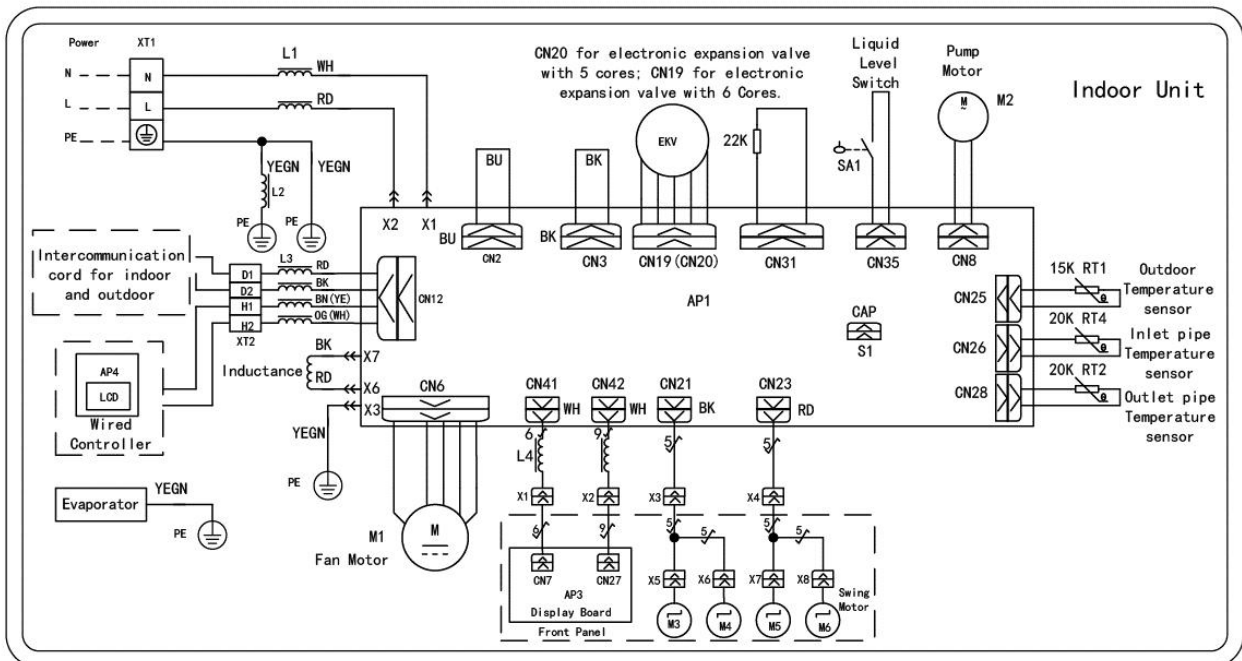 Indoor Unit
Power
XT1
N
N
L
L
PE
L1
WH
RD
YEGN
YEGN
L2
PE
PE
X2
X1
CN20 for electronic expansion valve
with 5 cores; CN19 for electronic
expansion valve with 6 Cores.
Liquid
Level
Switch
Pump
Motor
M
~
M2
EKV
22K
SA1
BU
BK
BU
CN2
BK
CN3
CN19(CN20)
CN31
CN35
CN8
Intercommunication
cord for indoor
and outdoor
L3
D1
RD
D2
BK
H1
BN(YE)
H2
OG(WH)
XT2
CN12
AP1
CAP
S1
CN25
15K RT1
θ
Outdoor
Temperature
sensor
CN26
20K RT4
θ
Inlet pipe
Temperature
sensor
CN28
20K RT2
θ
Outlet pipe
Temperature
sensor
AP4
LCD
Wired
Controller
Inductance
BK
X7
RD
X6
X3
YEGN
PE
CN6
CN41
WH
CN42
WH
CN21
BK
CN23
RD
6
9
5
5
L4
X1
X2
X3
X4
Evaporator
YEGN
PE
M1
Fan Motor
M
6
9
5
5
5
5
CN7
CN27
AP3
Display Board
Front Panel
X5
X6
X7
X8
Swing
Motor
M3
M4
M5
M6